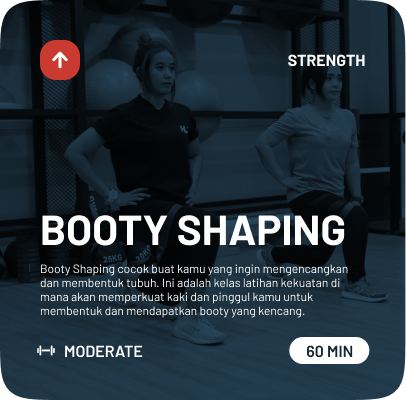 STRENGTH
BOOTY SHAPING
Booty Shaping cocok buat kamu yang ingin mengencangkan
dan membentuk tubuh. Ini adalah kelas latihan kekuatan di
mana akan memperkuat kaki dan pinggul kamu untuk
membentuk dan mendapatkan booty yang kencang.
MODERATE
60 MIN
25KG